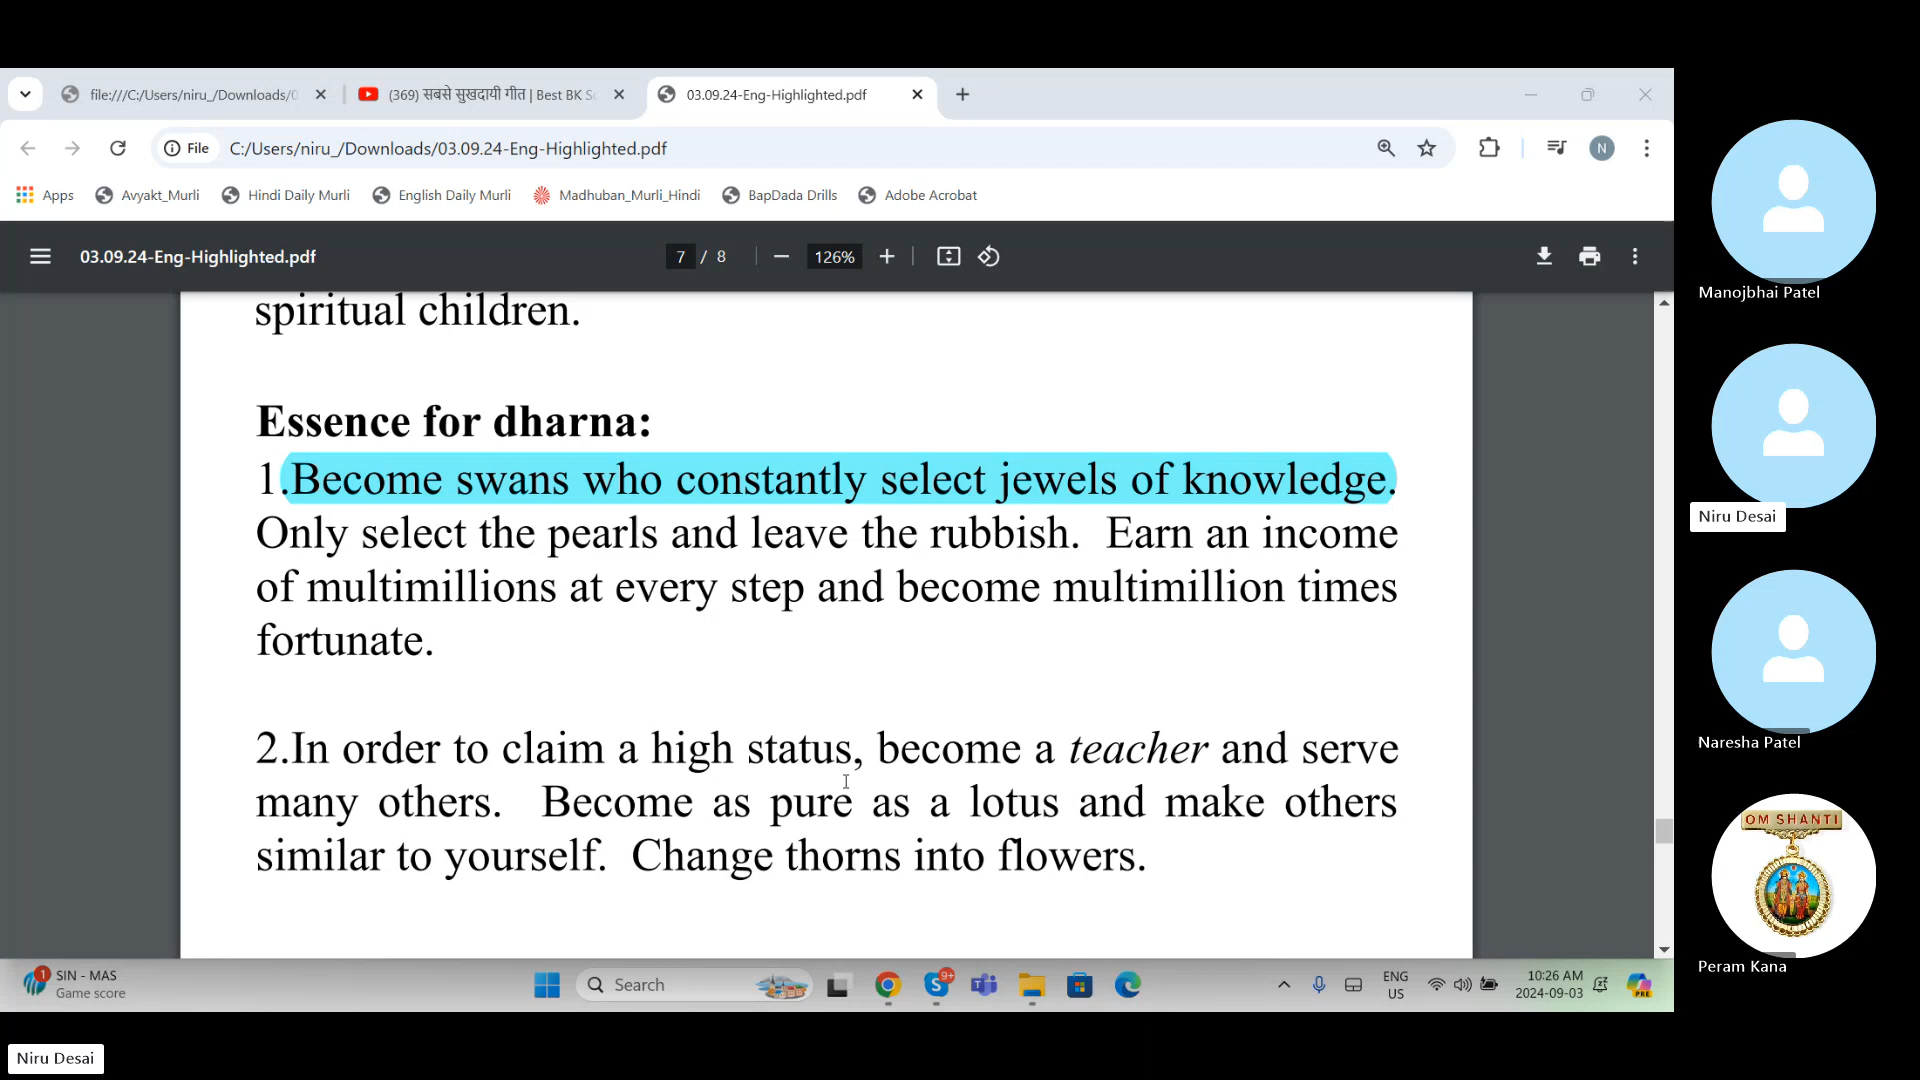 file:///C:/Users/niru_/Downloads/0
(369) सबसे सुखदायी गीत | Best BK So
03.09.24-Eng-Highlighted.pdf
File
C:/Users/niru_/Downloads/03.09.24-Eng-Highlighted.pdf
N
Apps
Avyakt_Murli
Hindi Daily Murli
English Daily Murli
Madhuban_Murli_Hindi
BapDada Drills
Adobe Acrobat
03.09.24-Eng-Highlighted.pdf
7 / 8
126%
spiritual children.
Essence for dharna:
1.Become swans who constantly select jewels of knowledge.
Only select the pearls and leave the rubbish. Earn an income
of multimillions at every step and become multimillion times
fortunate.
2.In order to claim a high status, become a teacher and serve
many others. Become as pure as a lotus and make others
similar to yourself. Change thorns into flowers.
Manojbhai Patel
Niru Desai
Naresha Patel
OM SHANTI
Peram Kana
1
SIN - MAS
Game score
Search
S
9+
T
ENG
US
10:26 AM
2024-09-03
PRE
Niru Desai